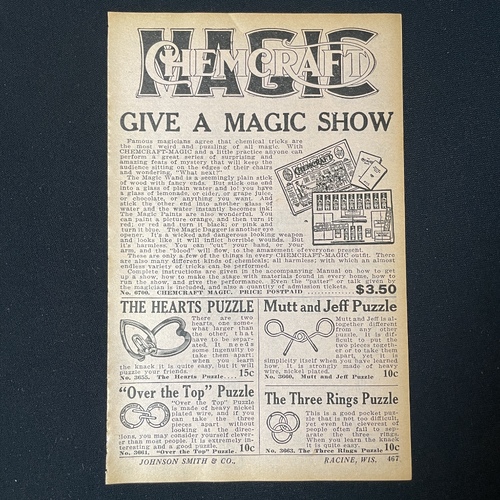 MAGIC
CHEMCRAFT
GIVE A MAGIC SHOW
Famous magicians agree that chemical tricks are
the most weird and puzzling of all magic. With
CHEMCRAFT-MAGIC and a little practice anyone can
perform a great series of surprising and
amazing feats of mystery that will keep the
audience sitting on the edges of their chairs
and wondering, "What next?"
The Magic Wand is a seemingly plain stick
of wood with fancy ends. But stick one end
into a glass of plain water and lo! you have
a glass of lemonade, or cider, or grape juice,
or chocolate, or anything you want. And
stick the other end into another glass of
water and the water instantly becomes ink!
The Magic Paints are also wonderful. You
can paint a picture orange, and then turn it
red; or red and turn it black; or pink and
turn it blue. The Magic Dagger is another eye
opener. It's a wicked and dangerous looking weapon
and looks like it will inflict horrible wounds. But
it's harmless. You can "cut" your hand, or your
arm, and the "blood" will flow, to the amazement of everyone present.
These are only a few of the things in every CHEMCRAFT-MAGIC outfit. There
are also many different kinds of chemicals; all harmless; with which an almost
endless variety of tricks can be performed.
Complete instructions are given in the accompanying Manual on how to get
up a show, how to make the stage with materials found in every home, how to
run the show, and give the performance. Even the "patter" or talk given by
the magician is included, and also a quantity of admission tickets.
No. 6706. CHEMCRAFT MAGIC. PRICE POSTPAID $3.50
THE HEARTS PUZZLE
There are two
hearts, one some-
what larger than
the other, that
have to be separ-
ated. It needs
some ingenuity to
take them apart;
when you learn
the knack it is quite easy, but it will
puzzle your friends.
No. 3655. The Hearts Puzzle.... 15c
Mutt and Jeff Puzzle
Mutt and Jeff is al-
together different
from any other
puzzle. It is dif-
ficult to put the
two pieces togeth-
er or to take them
apart, yet it is
simplicity itself when you have learned
how. It is strongly made of heavy
wire, nickel plated.
No. 3660. Mutt and Jeff Puzzle 10c
"Over the Top" Puzzle
"Over the Top" Puzzle
is made of heavy nickel
plated wire, and if you
can take the three
pieces apart without
looking at the direc-
tions, you may consider yourself clever-
er than most people. It is extremely in-
teresting and a good puzzle.
No. 3661. "Over the Top" Puzzle. 10c
The Three Rings Puzzle
This is a good pocket puz-
zle that is not too difficult,
yet even the cleverest of
people often fail to sep-
arate the three rings.
When you learn the knack
it is quite easy.
No. 3663. The Three Rings Puzzle 10c
JOHNSON SMITH & CO., RACINE, WIS. 467